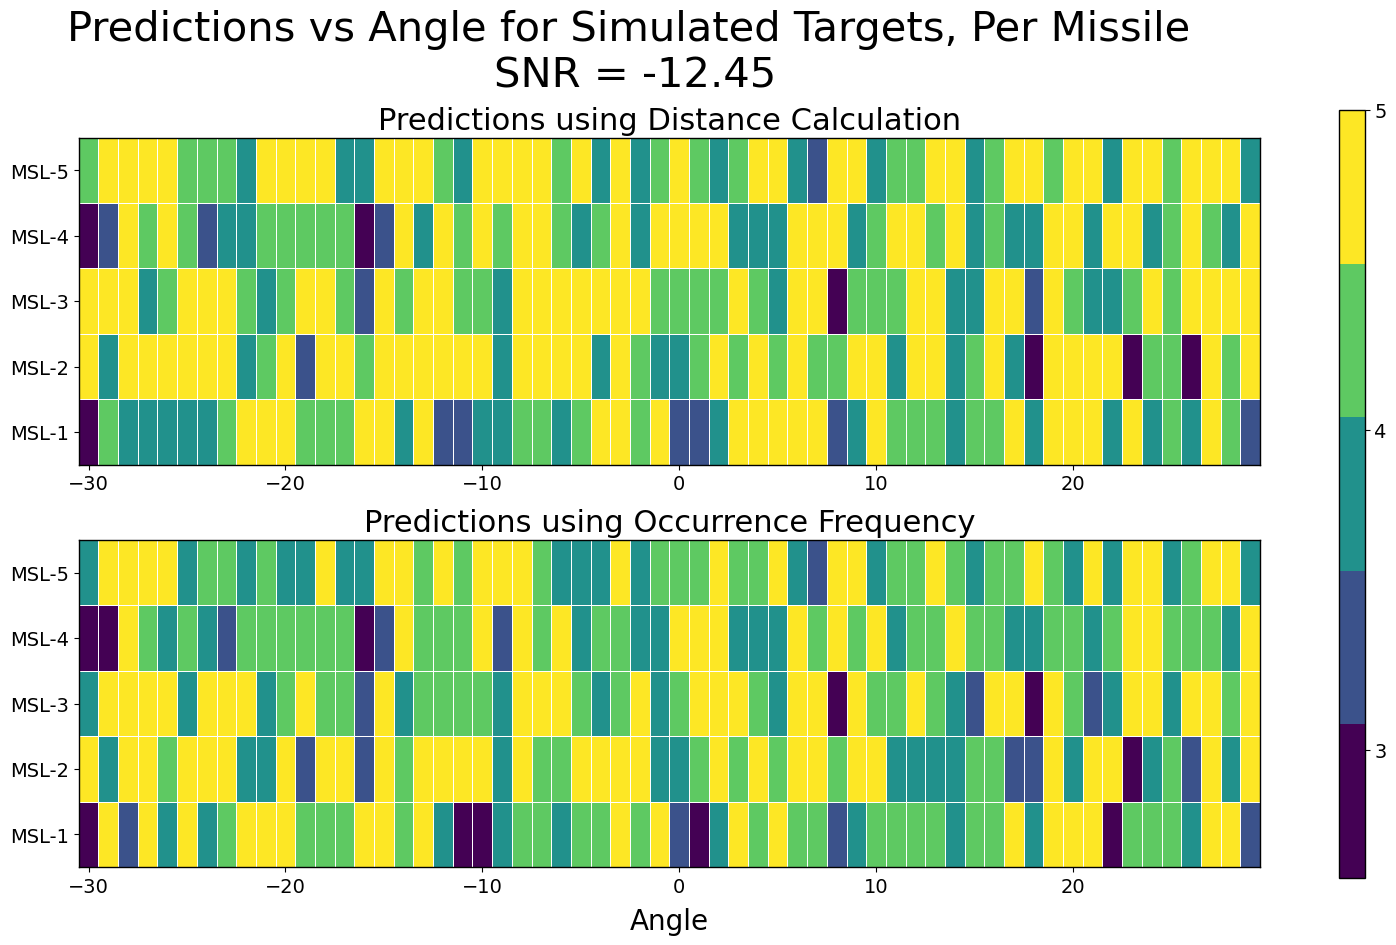 Predictions vs Angle for Simulated Targets, Per Missile
SNR = -12.45
Predictions using Distance Calculation
MSL-5
MSL-4
MSL-3
MSL-2
MSL-1
−30 −20 −10 0 10 20
Predictions using Occurrence Frequency
MSL-5
MSL-4
MSL-3
MSL-2
MSL-1
−30 −20 −10 0 10 20
Angle
5
4
3